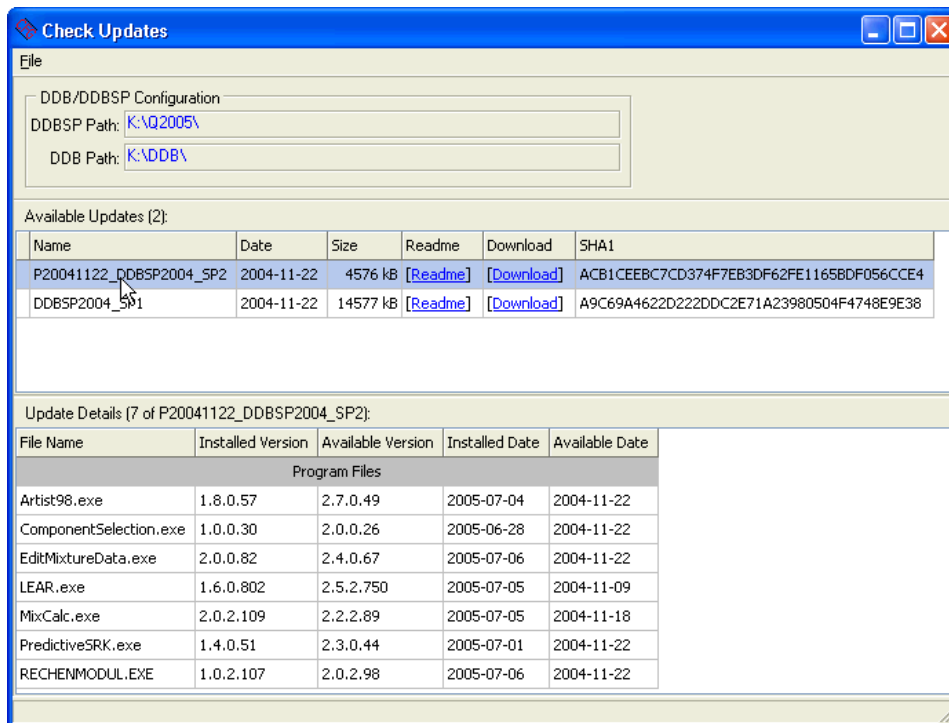 Check Updates
File
DDB/DDBSP Configuration
DDBSP Path: K:\Q2005\
DDB Path: K:\DDB\
Available Updates (2):
Name Date Size Readme Download SHA1
P20041122_DDBSP2004_SP2 2004-11-22 4576 kB [Readme] [Download] ACB1CEEBC7CD374F7EB3DF62FE1165BDF056CCE4
DDBSP2004_SP1 2004-11-22 14577 kB [Readme] [Download] A9C69A4622D222DDC2E71A23980504F4748E9E38
Update Details (7 of P20041122_DDBSP2004_SP2):
File Name Installed Version Available Version Installed Date Available Date
Program Files
Artist98.exe 1.8.0.57 2.7.0.49 2005-07-04 2004-11-22
ComponentSelection.exe 1.0.0.30 2.0.0.26 2005-06-28 2004-11-22
EditMixtureData.exe 2.0.0.82 2.4.0.67 2005-07-06 2004-11-22
LEAR.exe 1.6.0.802 2.5.2.750 2005-07-05 2004-11-09
MixCalc.exe 2.0.2.109 2.2.2.89 2005-07-05 2004-11-18
PredictiveSRK.exe 1.4.0.51 2.3.0.44 2005-07-01 2004-11-22
RECHENMODUL.EXE 1.0.2.107 2.0.2.98 2005-07-06 2004-11-22